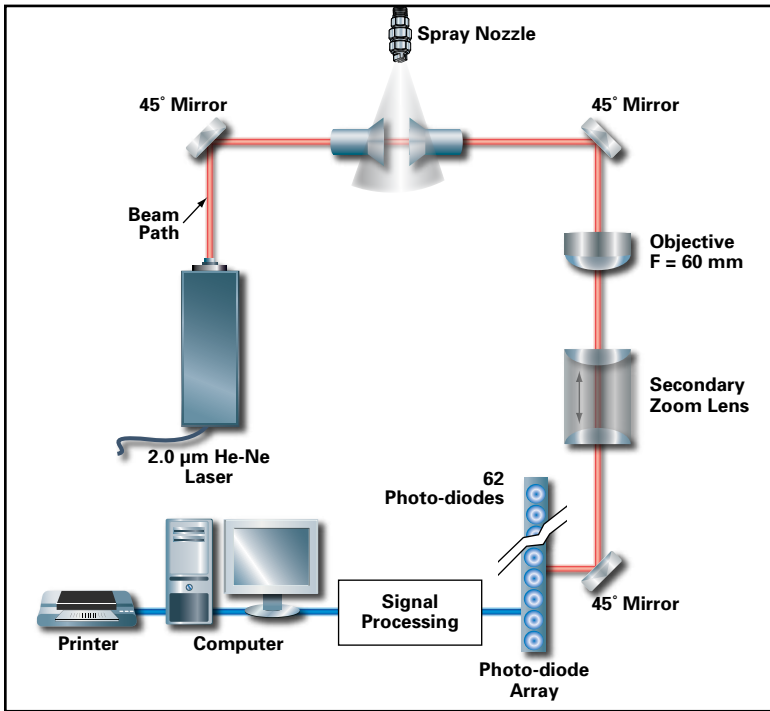 Spray Nozzle
45° Mirror
45° Mirror
Beam
Path
Objective
F = 60 mm
Secondary
Zoom Lens
2.0 µm He-Ne
Laser
62
Photo-diodes
Signal
Processing
45° Mirror
Printer
Computer
Photo-diode
Array